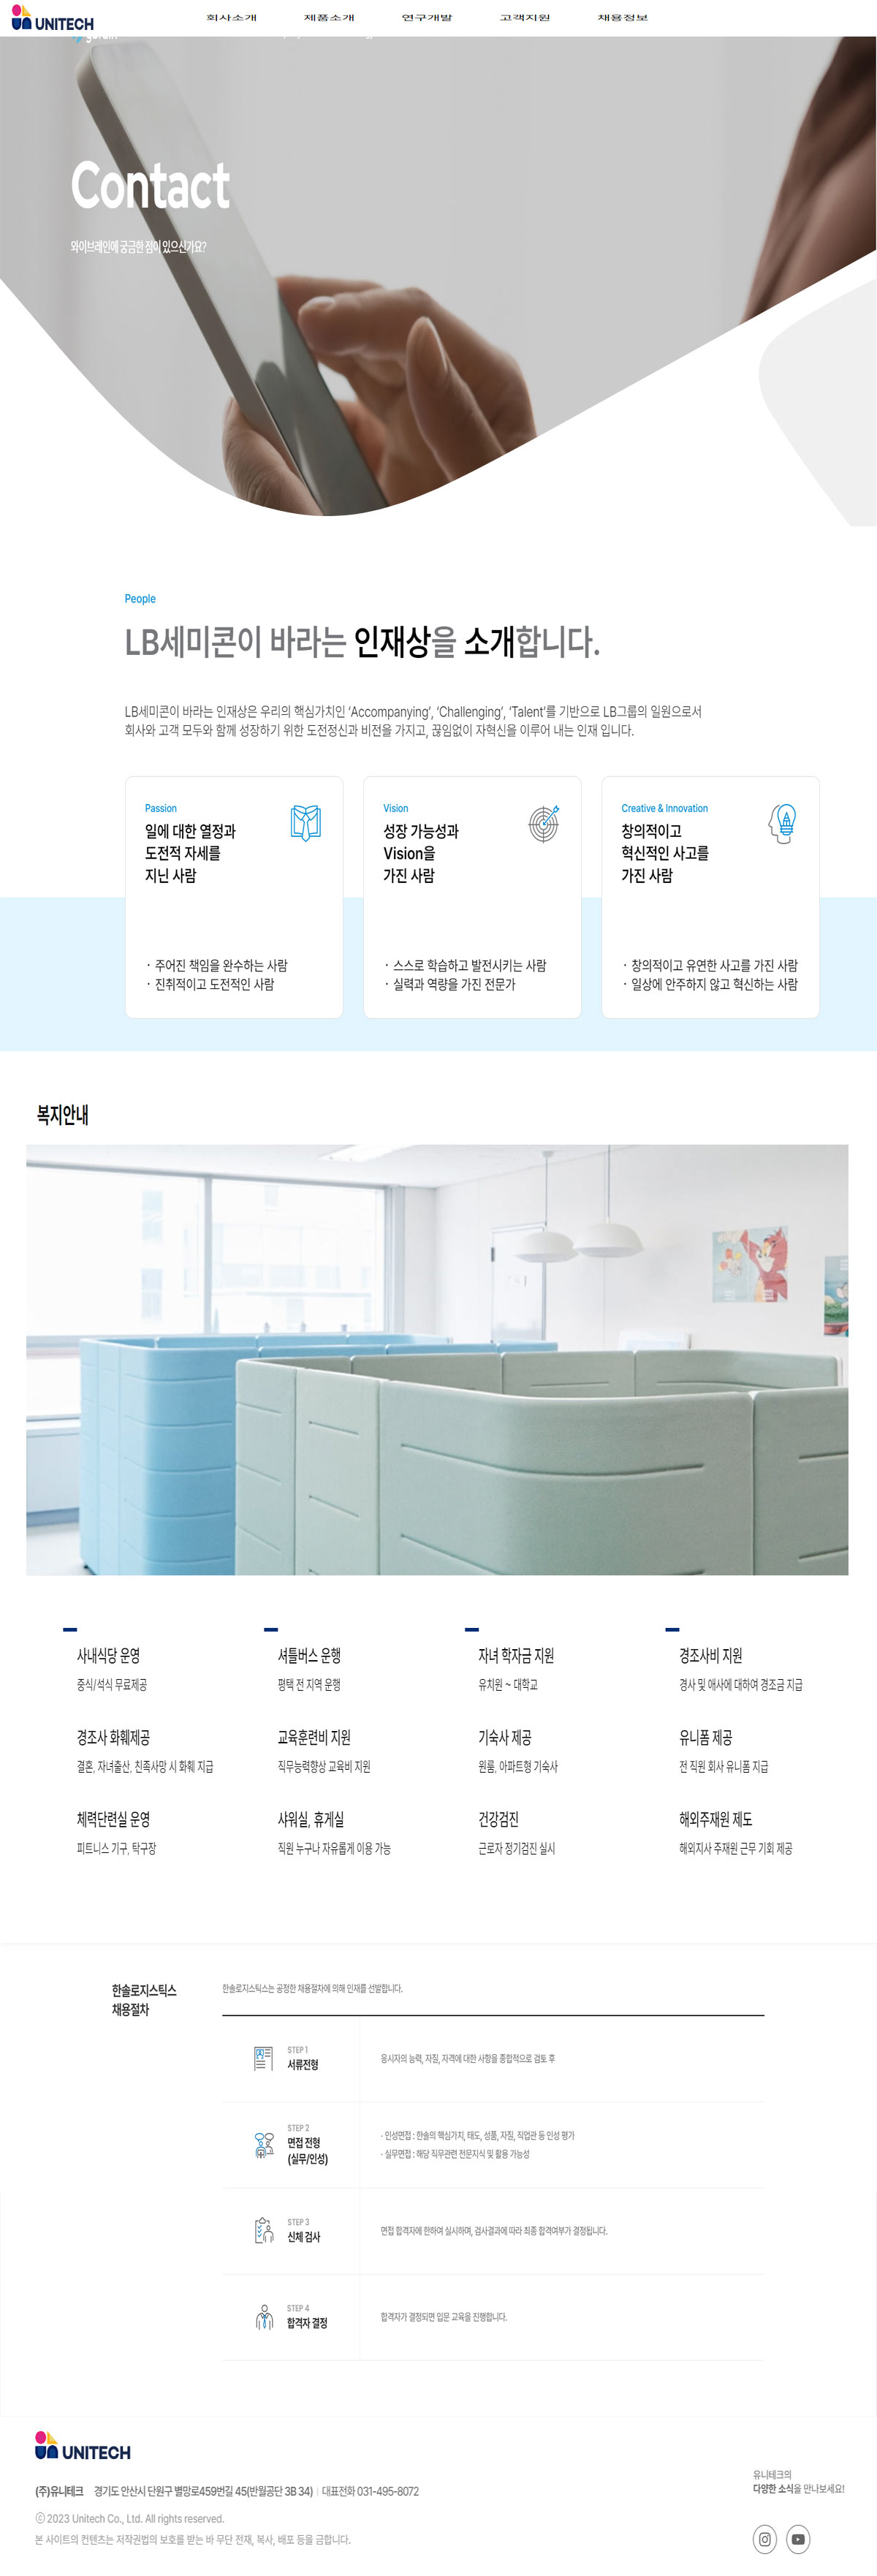 UNITECH
회사소개 제품소개 연구개발 고객지원 채용정보
Contact
와이브레인에 궁금한 점이 있으신가요?
People
LB세미콘이 바라는 인재상을 소개합니다.
LB세미콘이 바라는 인재상은 우리의 핵심가치인 ‘Accompanying’, ‘Challenging’, ‘Talent’를 기반으로 LB그룹의 일원으로서
회사와 고객 모두와 함께 성장하기 위한 도전정신과 비전을 가지고, 끊임없이 자혁신을 이루어 내는 인재 입니다.
Passion
일에 대한 열정과
도전적 자세를
지닌 사람
· 주어진 책임을 완수하는 사람
· 진취적이고 도전적인 사람
Vision
성장 가능성과
Vision을
가진 사람
· 스스로 학습하고 발전시키는 사람
· 실력과 역량을 가진 전문가
Creative & Innovation
창의적이고
혁신적인 사고를
가진 사람
· 창의적이고 유연한 사고를 가진 사람
· 일상에 안주하지 않고 혁신하는 사람
복지안내
사내식당 운영
중식/석식 무료제공
셔틀버스 운행
평택 전 지역 운행
자녀 학자금 지원
유치원 ~ 대학교
경조사비 지원
경사 및 애사에 대하여 경조금 지급
경조사 화훼제공
결혼, 자녀출산, 친족사망 시 화훼 지급
교육훈련비 지원
직무능력향상 교육비 지원
기숙사 제공
원룸, 아파트형 기숙사
유니폼 제공
전 직원 회사 유니폼 지급
체력단련실 운영
피트니스 기구, 탁구장
샤워실, 휴게실
직원 누구나 자유롭게 이용 가능
건강검진
근로자 정기검진 실시
해외주재원 제도
해외지사 주재원 근무 기회 제공
한솔로지스틱스
채용절차
한솔로지스틱스는 공정한 채용절차에 의해 인재를 선발합니다.
STEP 1
서류전형
응시자의 능력, 자질, 자격에 대한 사항을 종합적으로 검토 후
STEP 2
면접 전형
(실무/인성)
· 인성면접 : 한솔의 핵심가치, 태도, 성품, 자질, 직업관 등 인성 평가
· 실무면접 : 해당 직무관련 전문지식 및 활용 가능성
STEP 3
신체 검사
면접 합격자에 한하여 실시하며, 검사결과에 따라 최종 합격여부가 결정됩니다.
STEP 4
합격자 결정
합격자가 결정되면 입문 교육을 진행합니다.
UNITECH
(주)유니테크 경기도 안산시 단원구 별망로459번길 45(반월공단 3B 34) | 대표전화 031-495-8072
ⓒ 2023 Unitech Co., Ltd. All rights reserved.
본 사이트의 컨텐츠는 저작권법의 보호를 받는 바 무단 전재, 복사, 배포 등을 금합니다.
유니테크의
다양한 소식을 만나보세요!